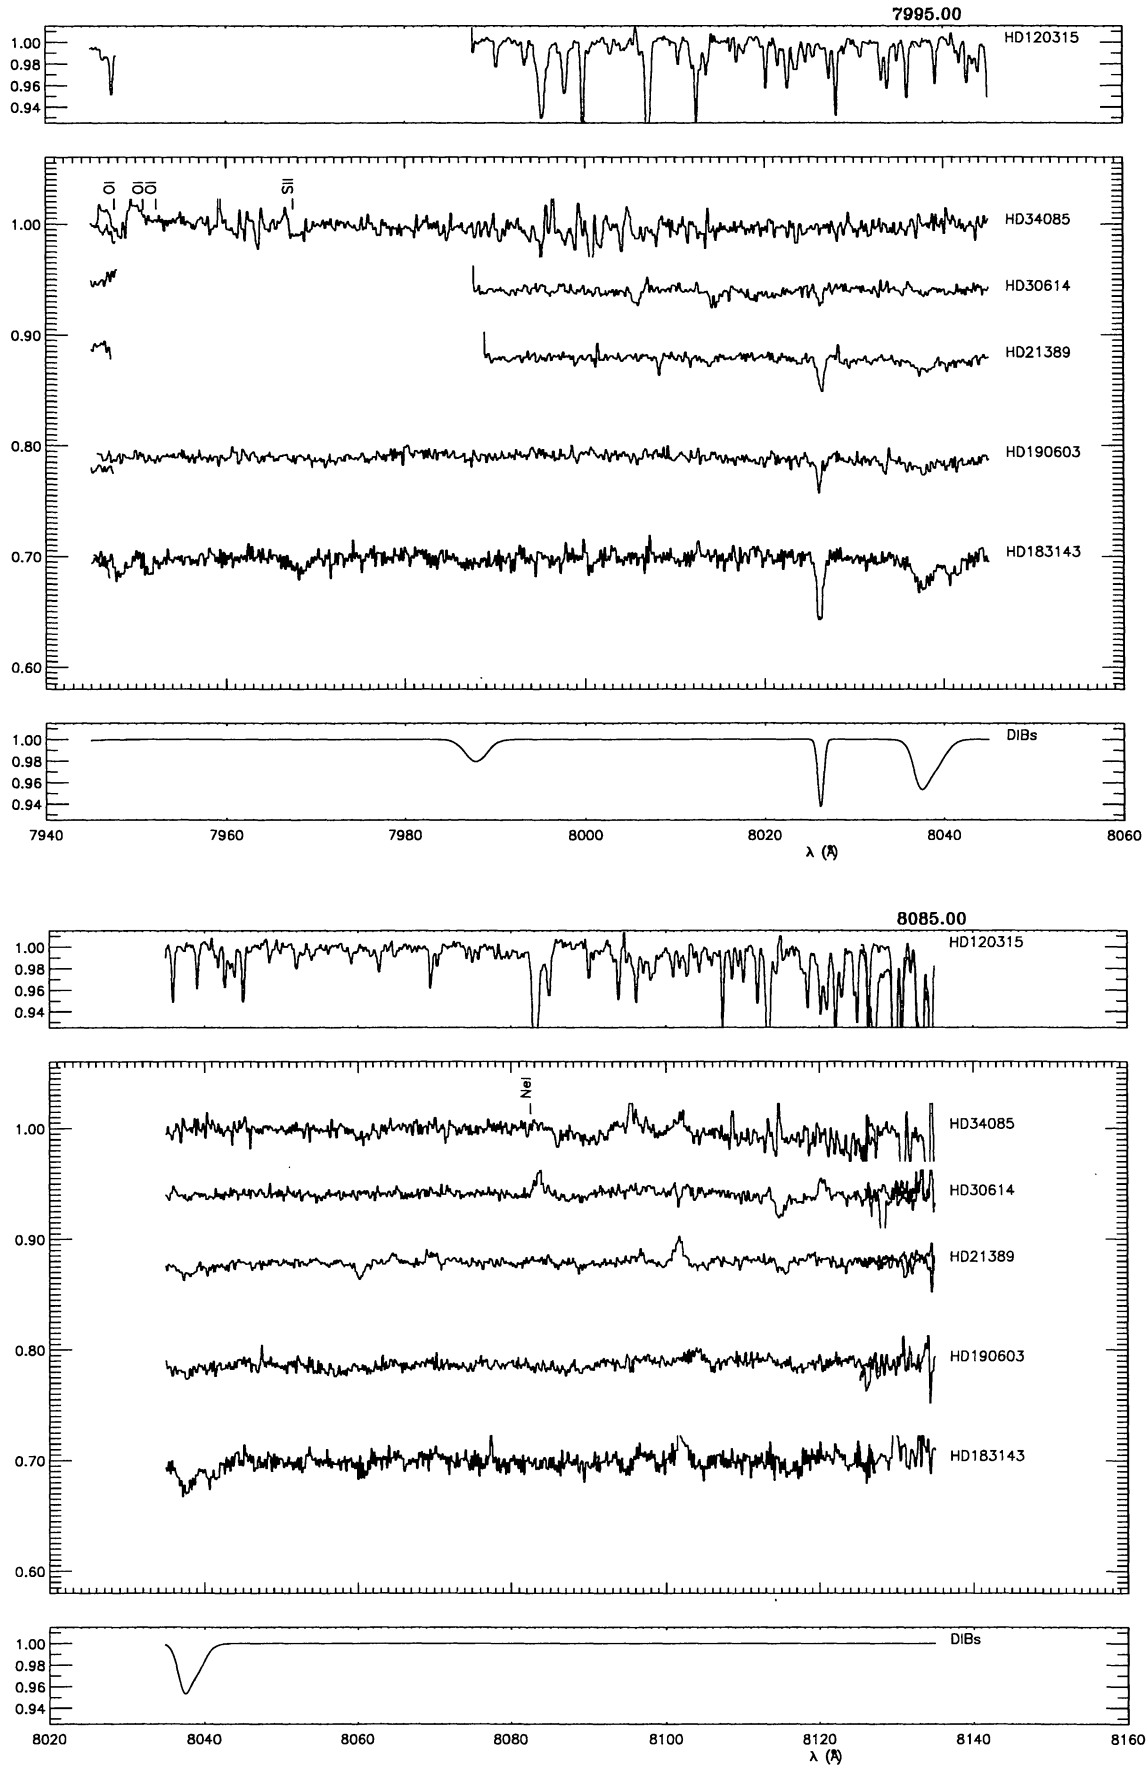 7995.00
HD120315
1.00
0.98
0.96
0.94
OI
OI
OI
SiI
HD34085
1.00
HD30614
0.90
HD21389
0.80
HD190603
0.70
HD183143
0.60
DIBs
1.00
0.98
0.96
0.94
7940 7960 7980 8000 8020 8040 8060
λ (Å)
8085.00
HD120315
1.00
0.98
0.96
0.94
NeI
HD34085
1.00
HD30614
0.90
HD21389
0.80
HD190603
0.70
HD183143
0.60
DIBs
1.00
0.98
0.96
0.94
8020 8040 8060 8080 8100 8120 8140 8160
λ (Å)